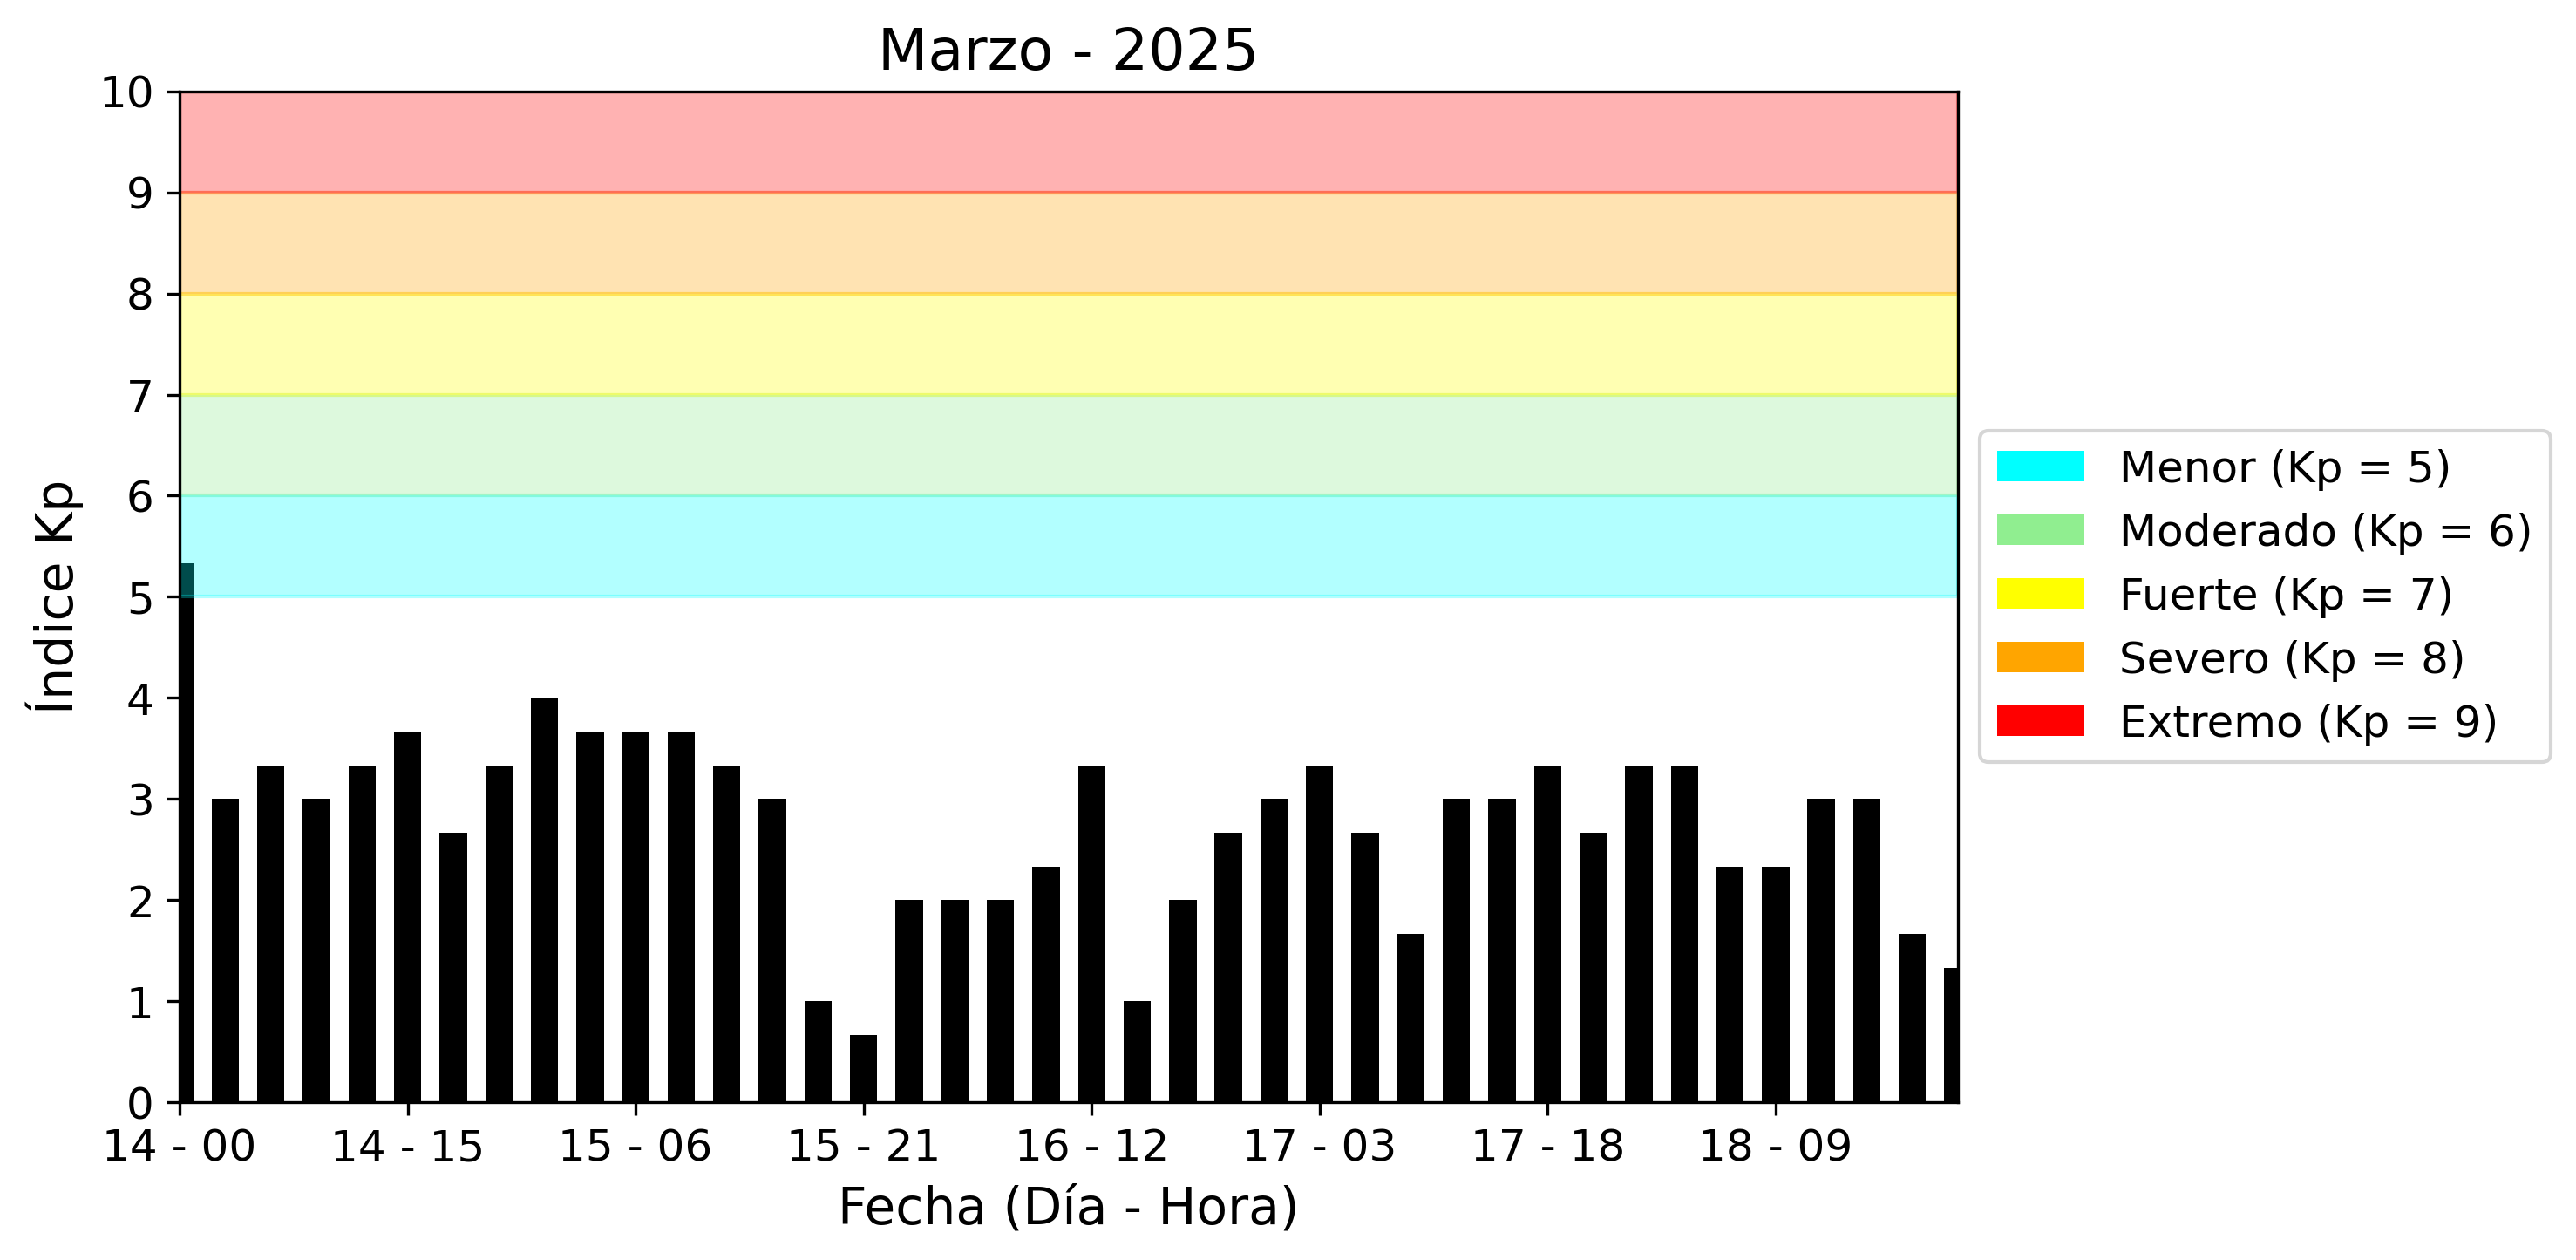 Marzo - 2025
10
9
8
7
6
5
4
3
2
1
0
Índice Kp
14 - 00
14 - 15
15 - 06
15 - 21
16 - 12
17 - 03
17 - 18
18 - 09
Fecha (Día - Hora)
Menor (Kp = 5)
Moderado (Kp = 6)
Fuerte (Kp = 7)
Severo (Kp = 8)
Extremo (Kp = 9)